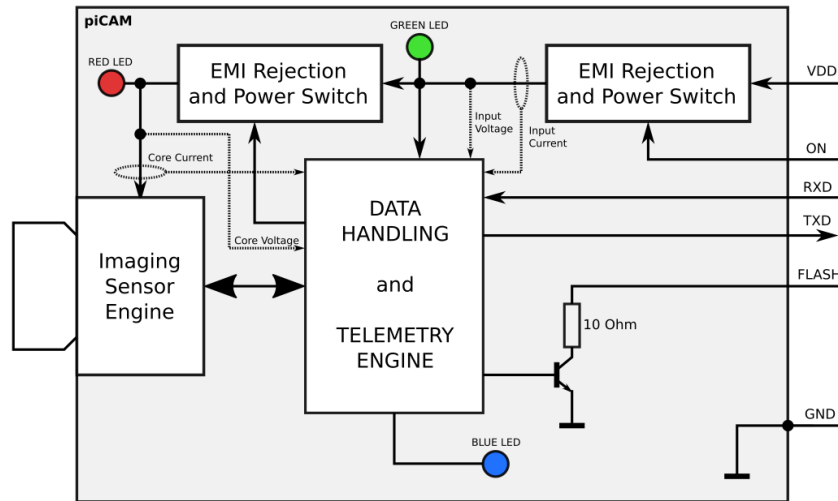 piCAM
GREEN LED
RED LED
EMI Rejection
and Power Switch
EMI Rejection
and Power Switch
VDD
Input
Voltage
Input
Current
ON
Core Current
RXD
TXD
DATA
HANDLING
and
TELEMETRY
ENGINE
Core Voltage
Imaging
Sensor
Engine
FLASH
10 Ohm
GND
BLUE LED